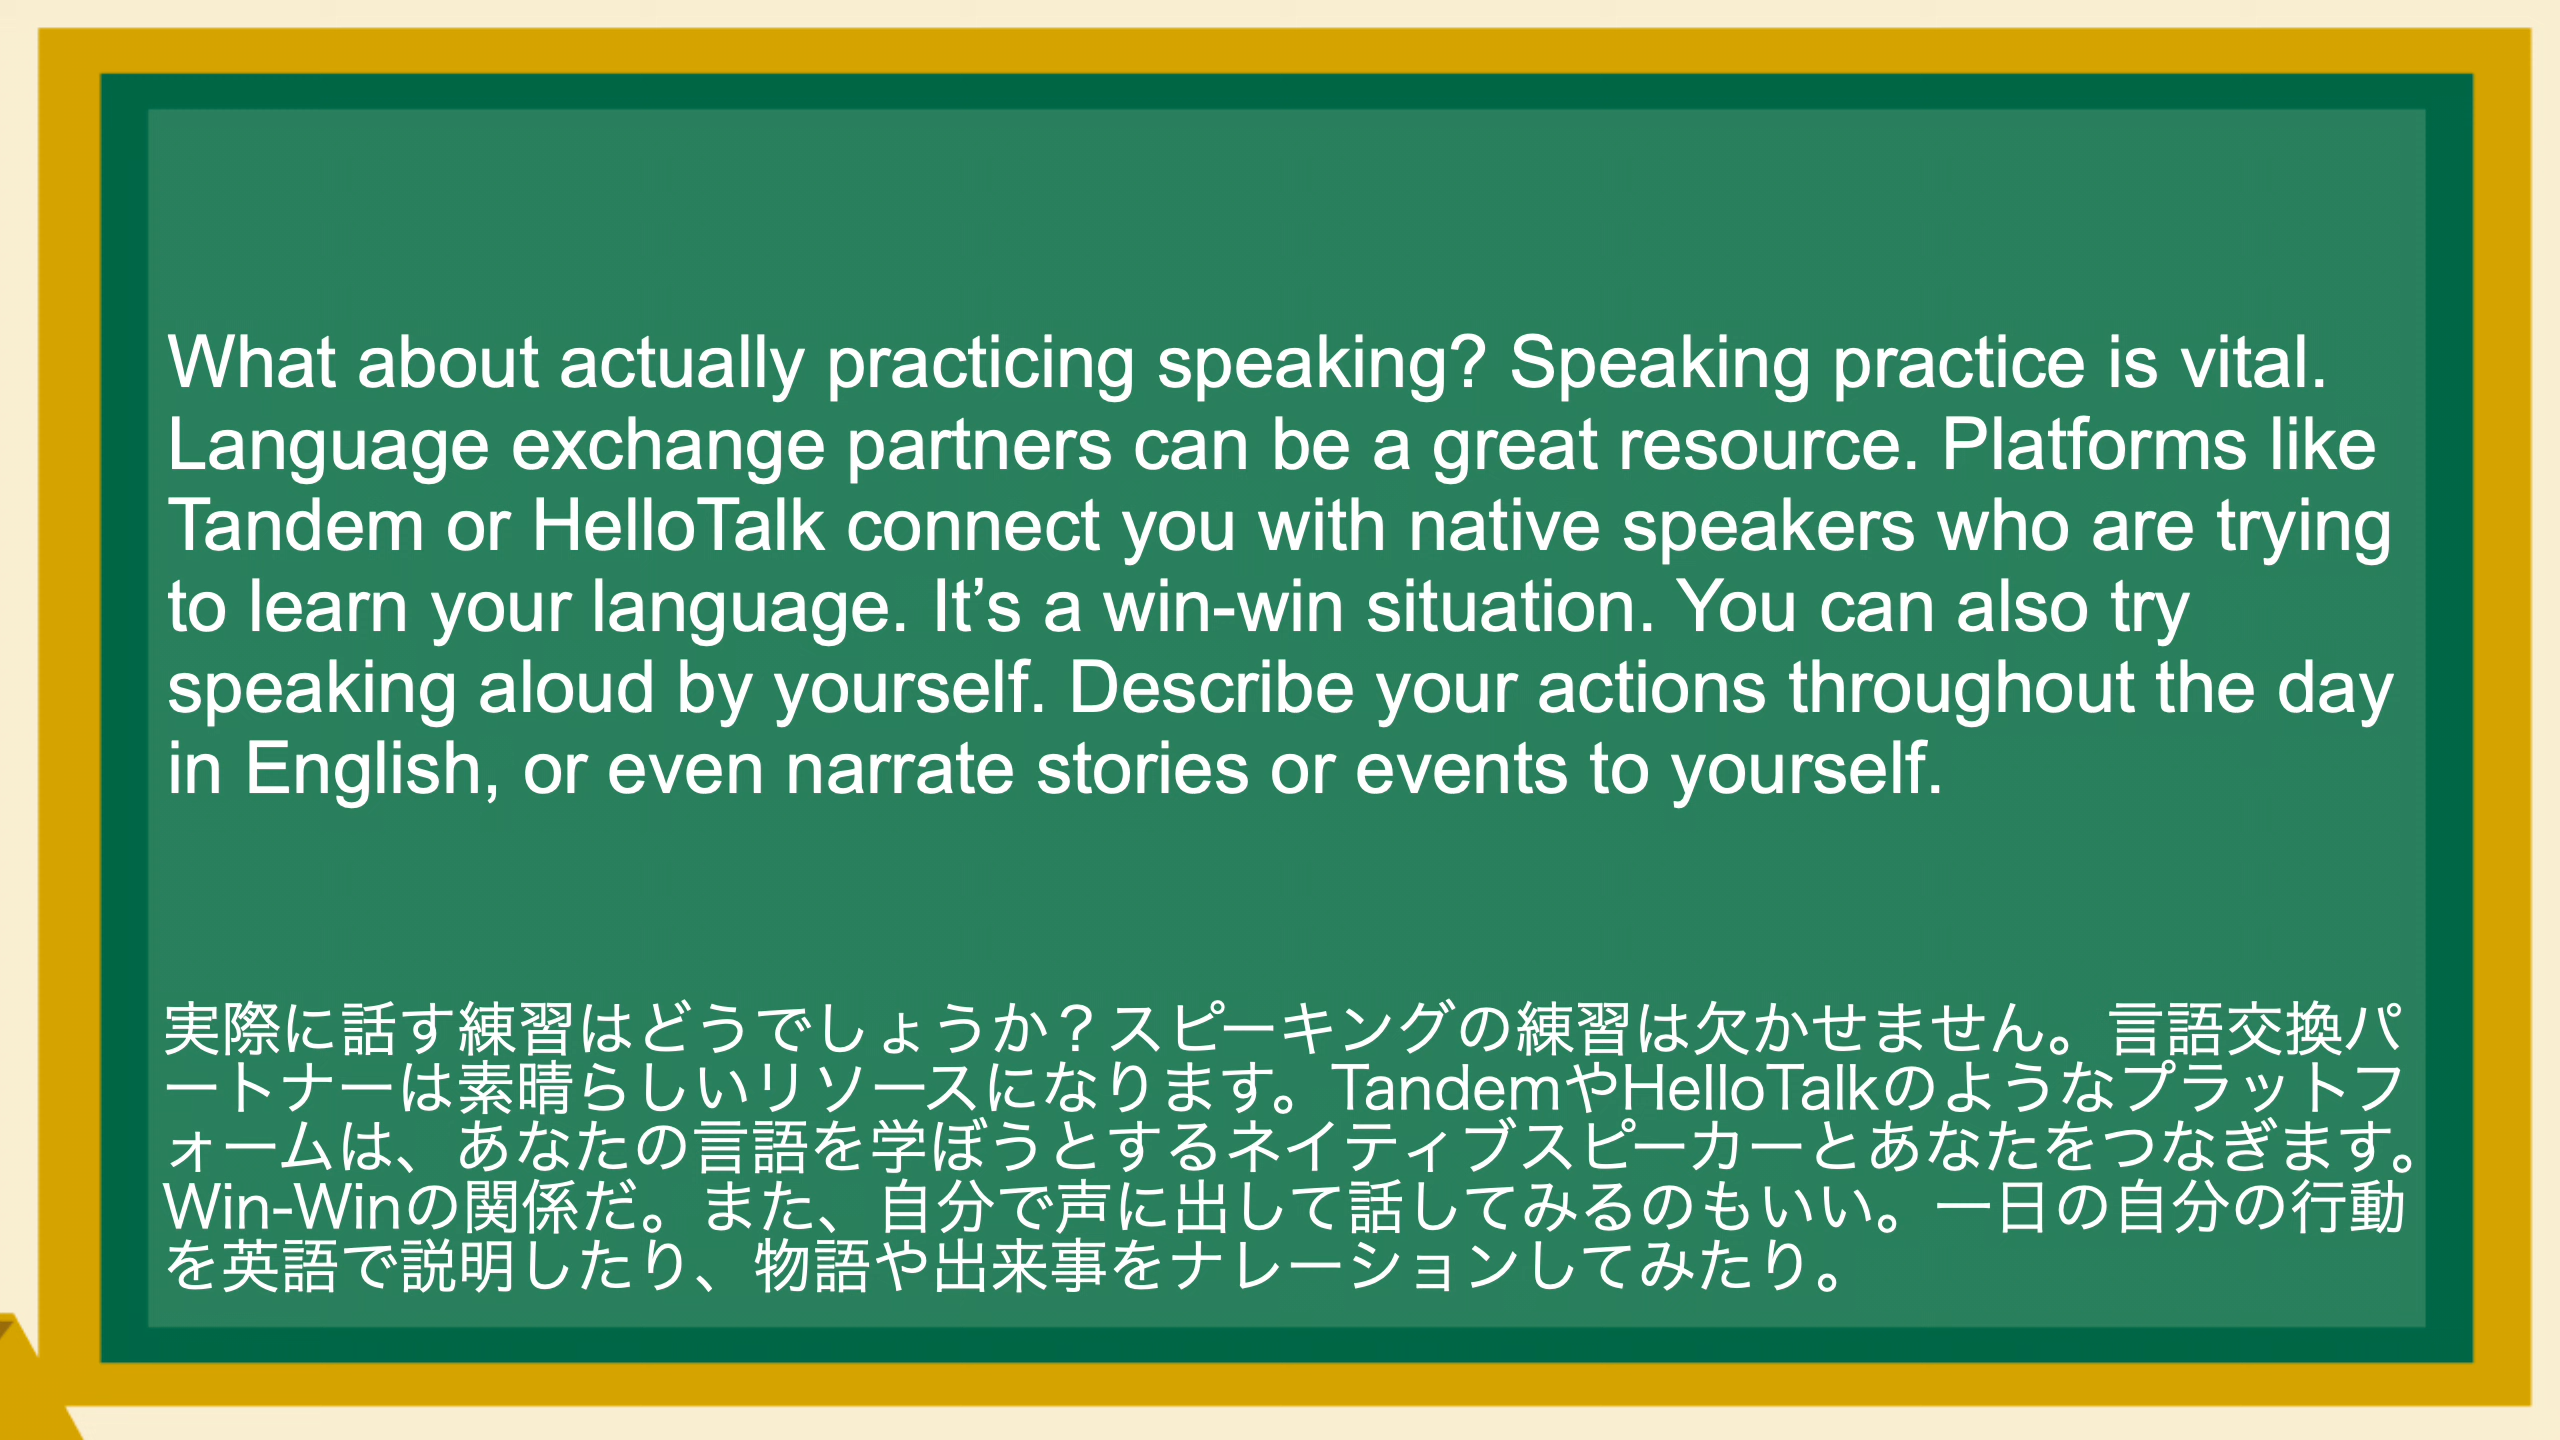 What about actually practicing speaking? Speaking practice is vital.
Language exchange partners can be a great resource. Platforms like
Tandem or HelloTalk connect you with native speakers who are trying
to learn your language. It’s a win-win situation. You can also try
speaking aloud by yourself. Describe your actions throughout the day
in English, or even narrate stories or events to yourself.
実際に話す練習はどうでしょうか？スピーキングの練習は欠かせません。言語交換パ
ートナーは素晴らしいリソースになります。TandemやHelloTalkのようなプラットフ
ォームは、あなたの言語を学ぼうとするネイティブスピーカーとあなたをつなぎます。
Win-Winの関係だ。また、自分で声に出して話してみるのもいい。一日の自分の行動
を英語で説明したり、物語や出来事をナレーションしてみたり。